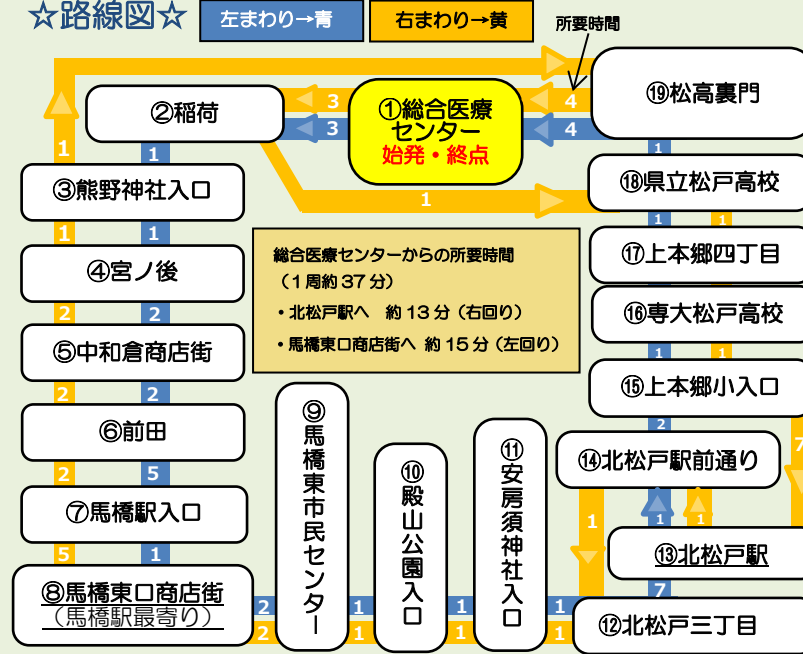 ☆路線図☆
左まわり→青
右まわり→黄
所要時間
①総合医療
センター
始発・終点
②稲荷
③熊野神社入口
④宮ノ後
⑤中和倉商店街
⑥前田
⑦馬橋駅入口
⑧馬橋東口商店街
(馬橋駅最寄り)
⑨馬橋東市民センター
⑩殿山公園入口
⑪安房須神社入口
⑫北松戸三丁目
⑬北松戸駅
⑭北松戸駅前通り
⑮上本郷小入口
⑯専大松戸高校
⑰上本郷四丁目
⑱県立松戸高校
⑲松高裏門
総合医療センターからの所要時間
(1周約37分)
・北松戸駅へ 約13分(右回り)
・馬橋東口商店街へ 約15分(左回り)
3
4
3
4
1
1
1
1
1
2
2
2
2
2
5
5
1
2
1
1
1
2
1
1
1
1
1
1
1
1
1
2
7
1
1
1
7